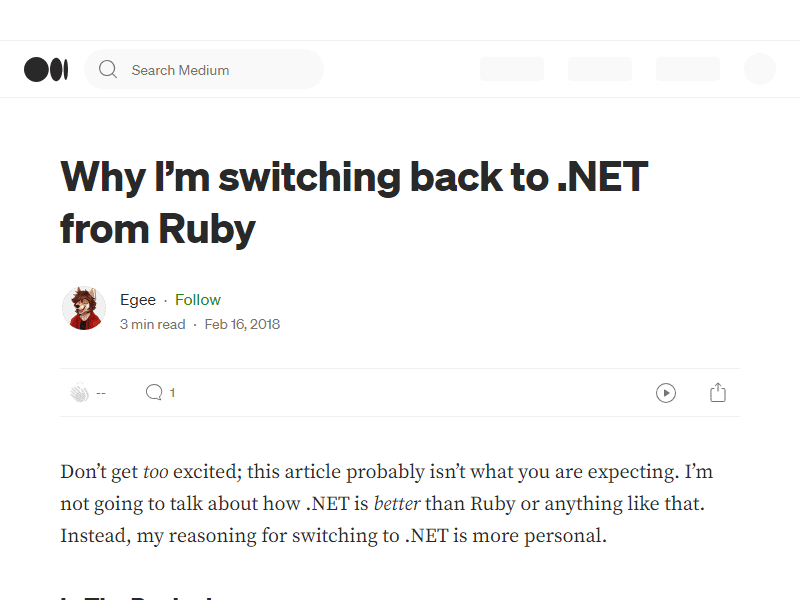 Search Medium
Why I’m switching back to .NET
from Ruby
Egee · Follow
3 min read · Feb 16, 2018
-- 1
Don’t get too excited; this article probably isn’t what you are expecting. I’m
not going to talk about how .NET is better than Ruby or anything like that.
Instead, my reasoning for switching to .NET is more personal.